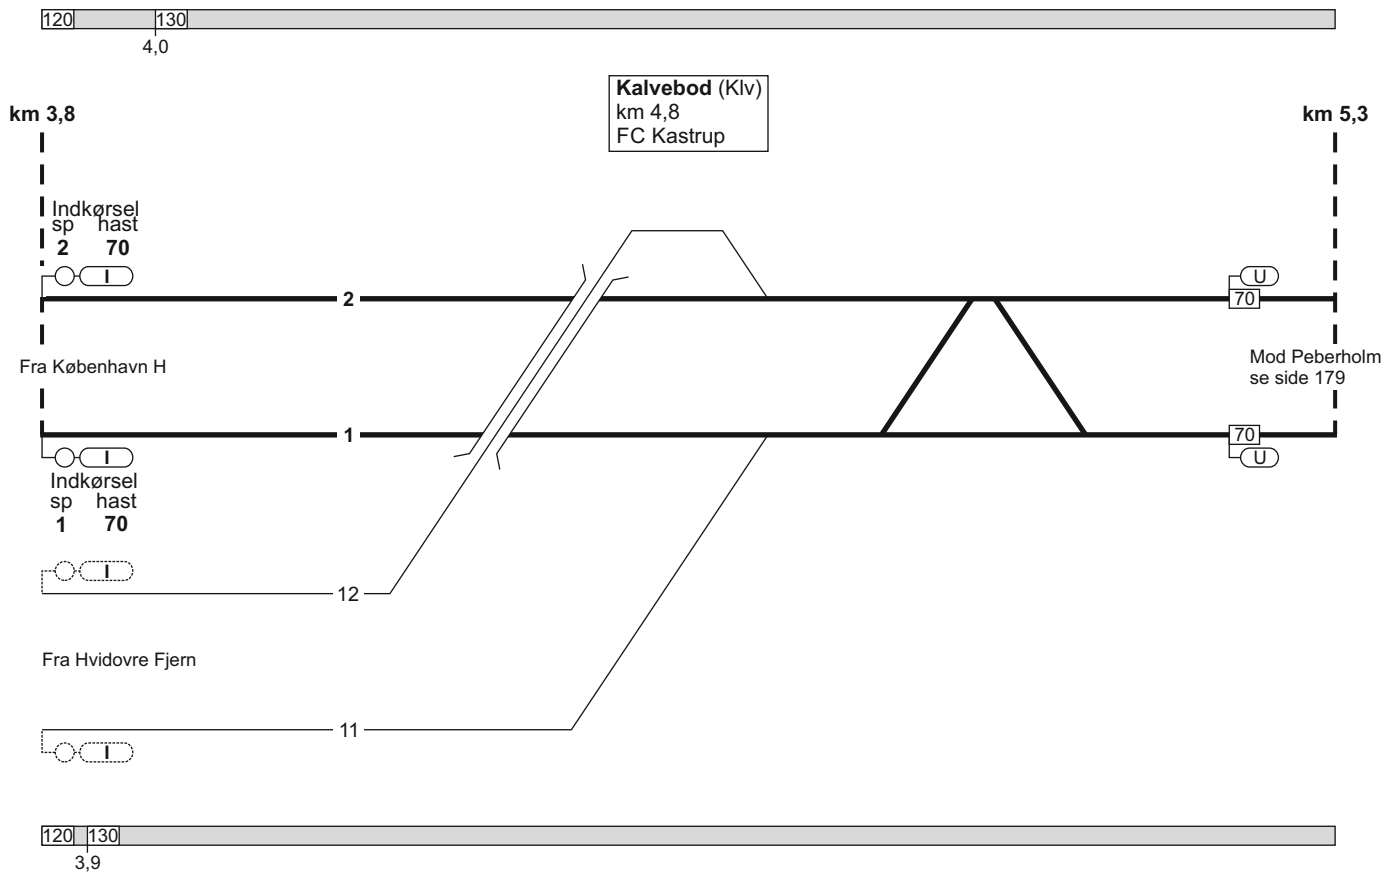 120 130
4,0
Kalvebod (Klv)
km 4,8
FC Kastrup
km 3,8
km 5,3
Indkørsel
sp hast
2 70
I
U
2
70
Fra København H
Mod Peberholm
se side 179
1
70
I
U
Indkørsel
sp hast
1 70
I
12
Fra Hvidovre Fjern
11
I
120 130
3,9